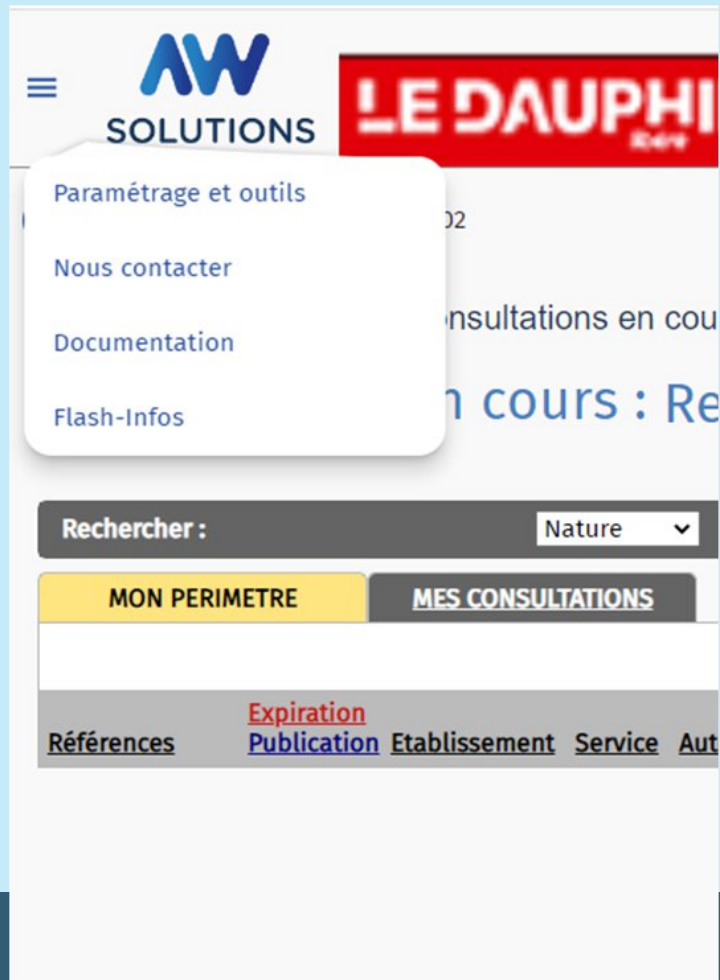 AW
SOLUTIONS
LE DAUPHI
Paramétrage et outils
02
Nous contacter
nsultations en cou
Documentation
n cours : Re
Flash-Infos
Rechercher :
Nature
MON PERIMETRE
MES CONSULTATIONS
Expiration
Références Publication Etablissement Service Aut